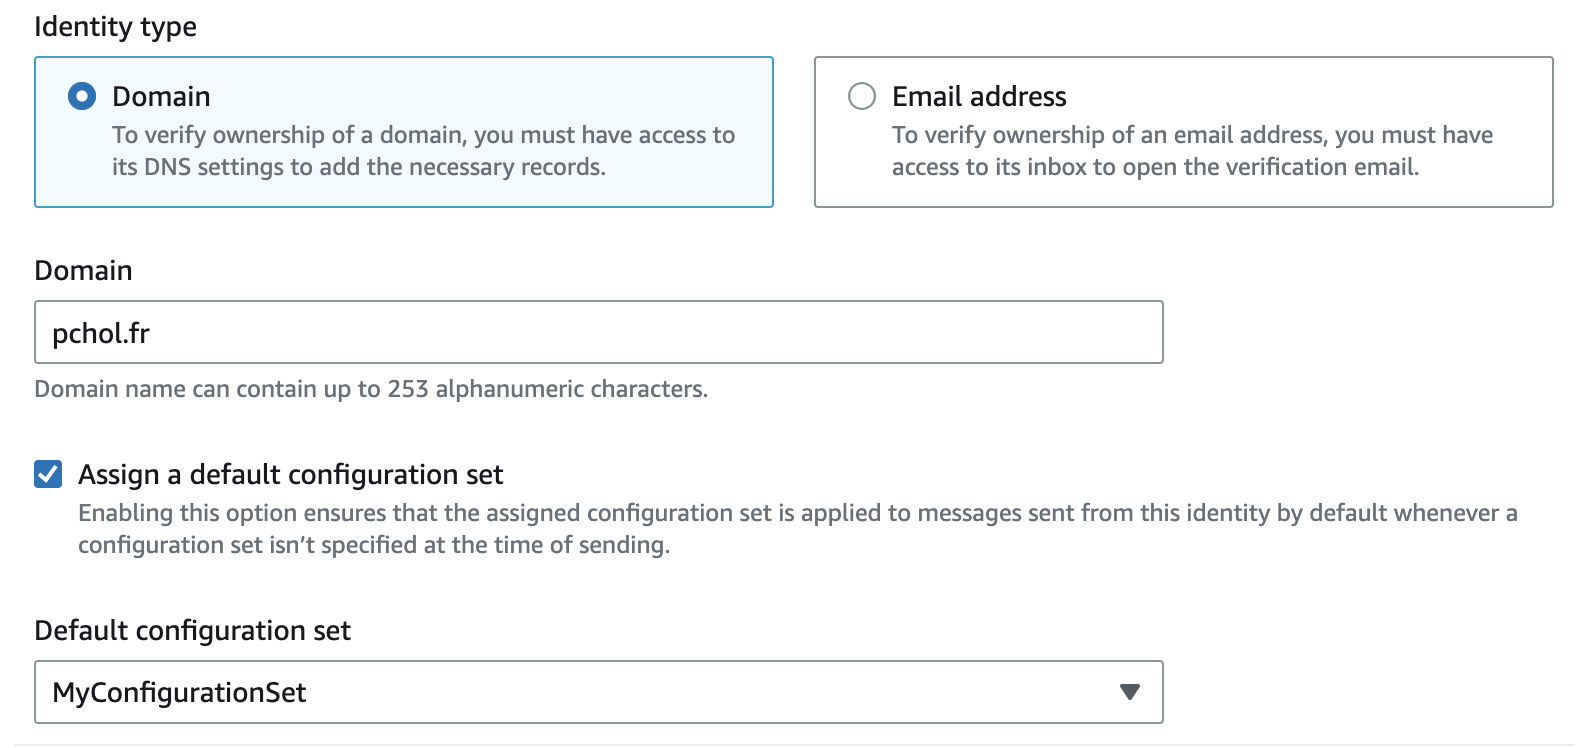 Identity type
Domain
To verify ownership of a domain, you must have access to
its DNS settings to add the necessary records.
Email address
To verify ownership of an email address, you must have
access to its inbox to open the verification email.
Domain
pchol.fr
Domain name can contain up to 253 alphanumeric characters.
Assign a default configuration set
Enabling this option ensures that the assigned configuration set is applied to messages sent from this identity by default whenever a
configuration set isn’t specified at the time of sending.
Default configuration set
MyConfigurationSet